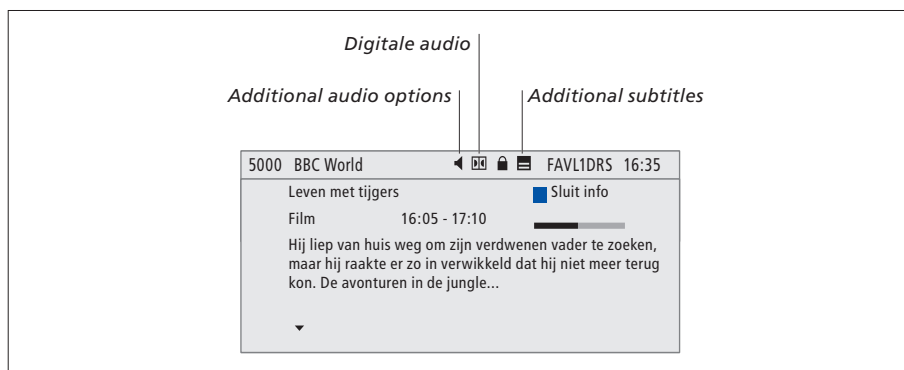 Digitale audio
Additional audio options Additional subtitles
5000 BBC World FAVL1DRS 16:35
Leven met tijgers Sluit info
Film 16:05 - 17:10
Hij liep van huis weg om zijn verdwenen vader te zoeken,
maar hij raakte er zo in verwikkeld dat hij niet meer terug
kon. De avonturen in de jungle...